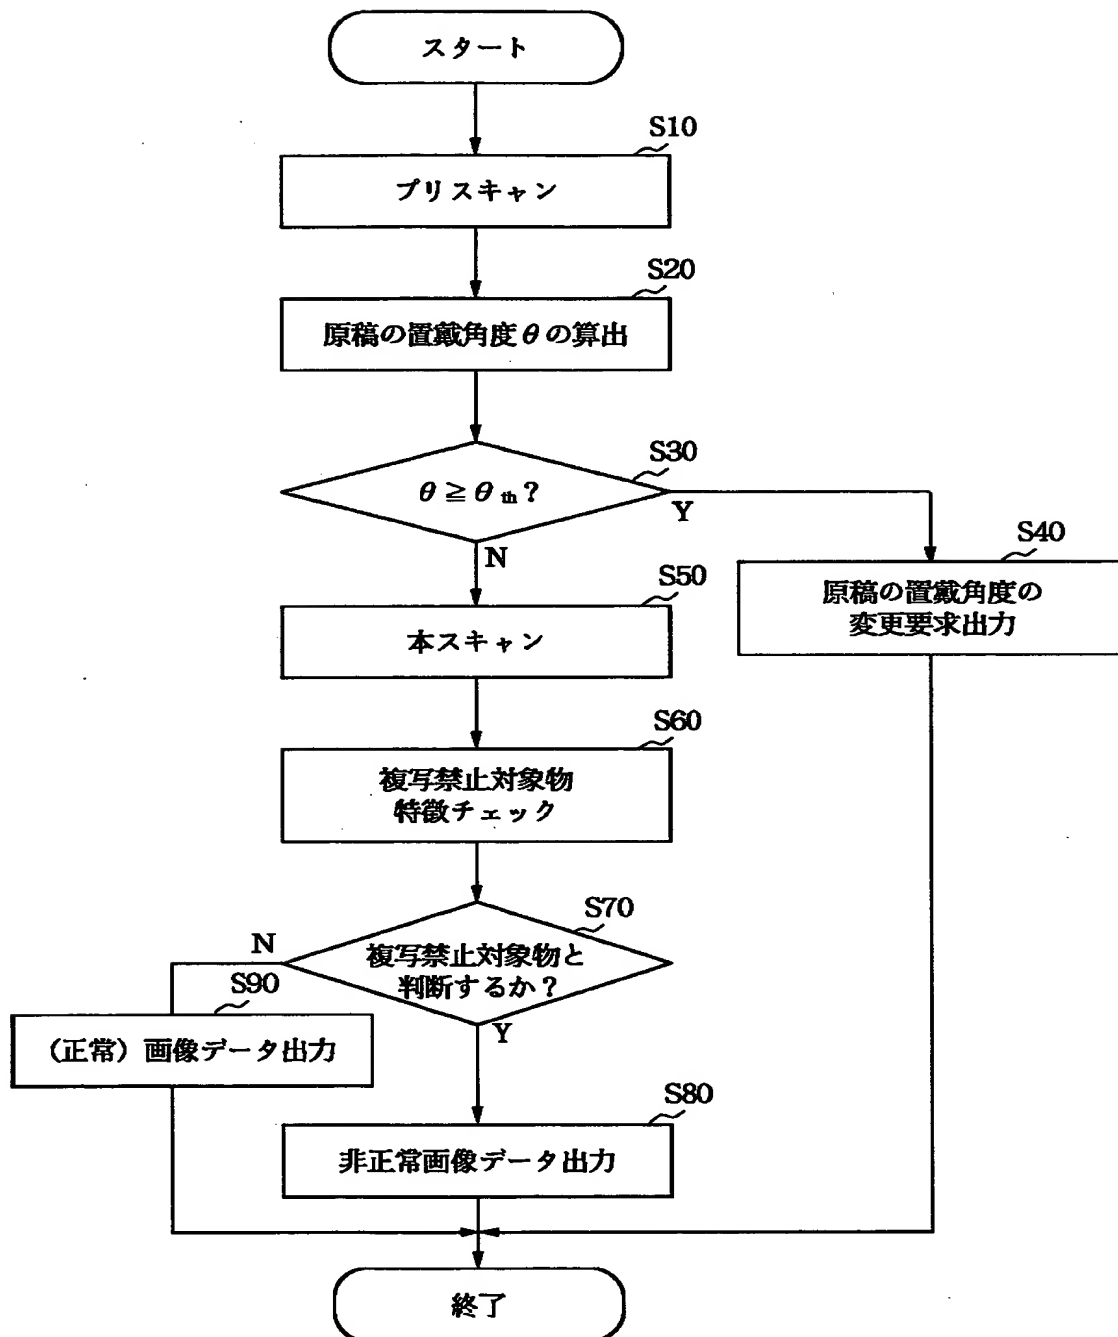 スタート
S10
プリスキャン
S20
原稿の置戴角度θの算出
S30
θ≧θth?
Y
N
S40
原稿の置戴角度の
変更要求出力
S50
本スキャン
S60
複写禁止対象物
特徴チェック
S70
複写禁止対象物と
判断するか?
N
Y
S90
(正常)画像データ出力
S80
非正常画像データ出力
終了